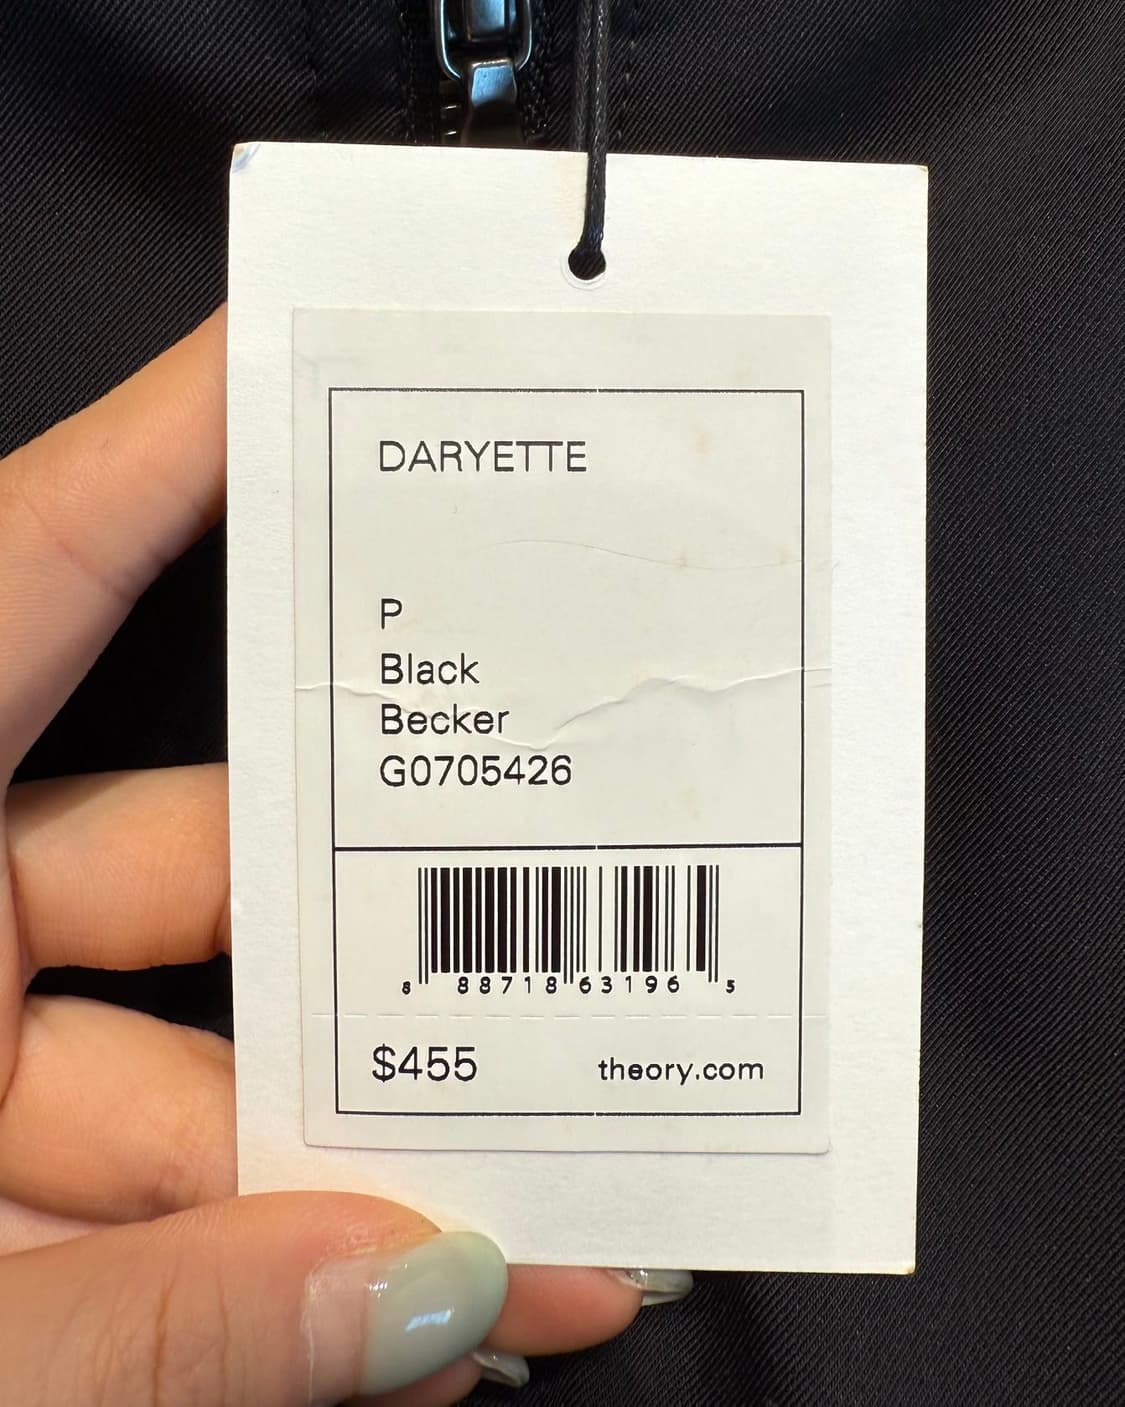 DARYETTE
P
Black
Becker
G0705426
8 88718 63196 5
$455 theory.com